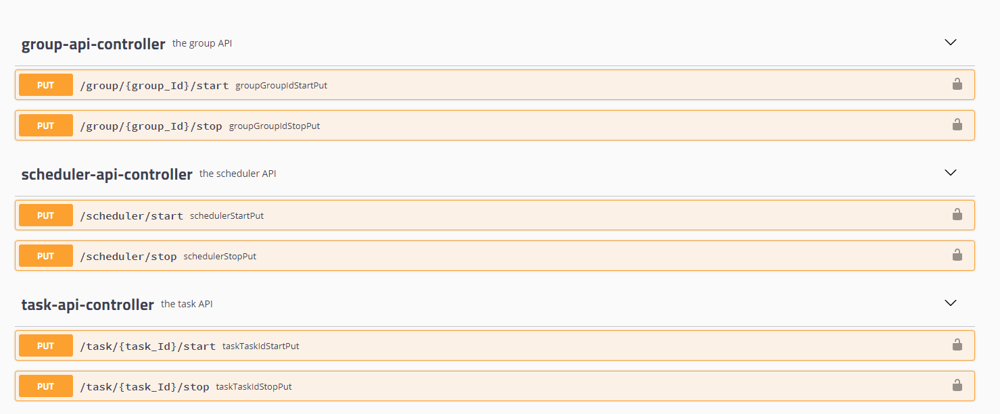 group-api-controller the group API
PUT /group/{group_Id}/start groupGroupIdStartPut
PUT /group/{group_Id}/stop groupGroupIdStopPut
scheduler-api-controller the scheduler API
PUT /scheduler/start schedulerStartPut
PUT /scheduler/stop schedulerStopPut
task-api-controller the task API
PUT /task/{task_Id}/start taskTaskIdStartPut
PUT /task/{task_Id}/stop taskTaskIdStopPut